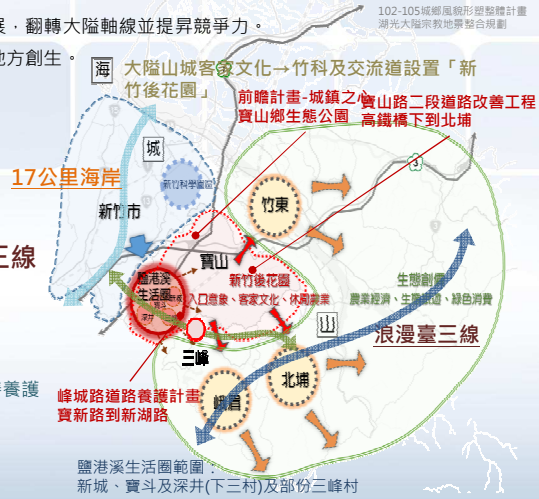 102-105城鄉風貌形塑整體計畫
湖光大隘宗教地景整合規劃
展，翻轉大隘軸線並提昇競爭力。
地方創生。
海
大隘山城客家文化→竹科及交流道設置「新
竹後花園」
前瞻計畫-城鎮之心
寶山鄉生態公園
寶山路二段道路改善工程
高鐵橋下到北埔
城
17公里海岸
新竹科學園區
新竹市
竹東
3
三線
寶山
鹽港溪
生活圈
新城
寶斗
深井
新竹後花園
入口意象、客家文化、休閒農業
生態創價
農業經濟、生態旅遊、綠色消費
山
浪漫臺三線
三峰
北埔
峨眉
養護
峰城路道路養護計畫
寶新路到新湖路
鹽港溪生活圈範圍：
新城、寶斗及深井(下三村)及部份三峰村